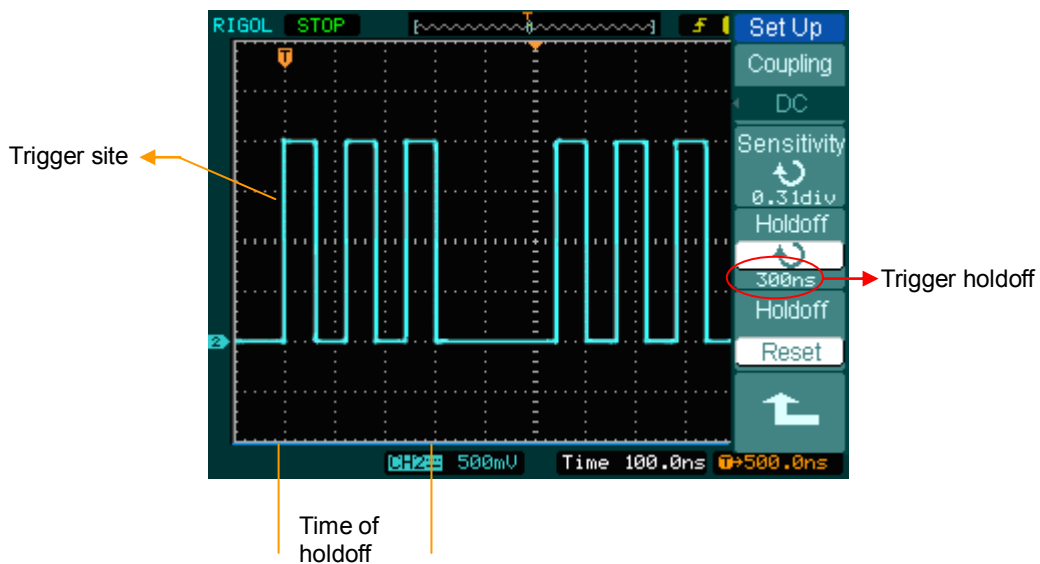 RIGOL STOP T f Set Up
Coupling
T
DC
Trigger site
Sensitivity
0.31div
Holdoff
300ns
Trigger holdoff
Holdoff
2
Reset
CH2 500mV Time 100.0ns T→500.0ns
Time of
holdoff